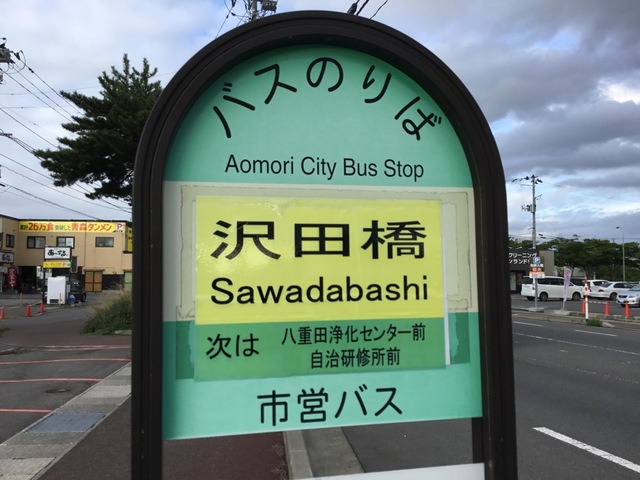 バスのりば
Aomori City Bus Stop
沢田橋
Sawadabashi
次は
八重田浄化センター前
自治研修所前
市営バス